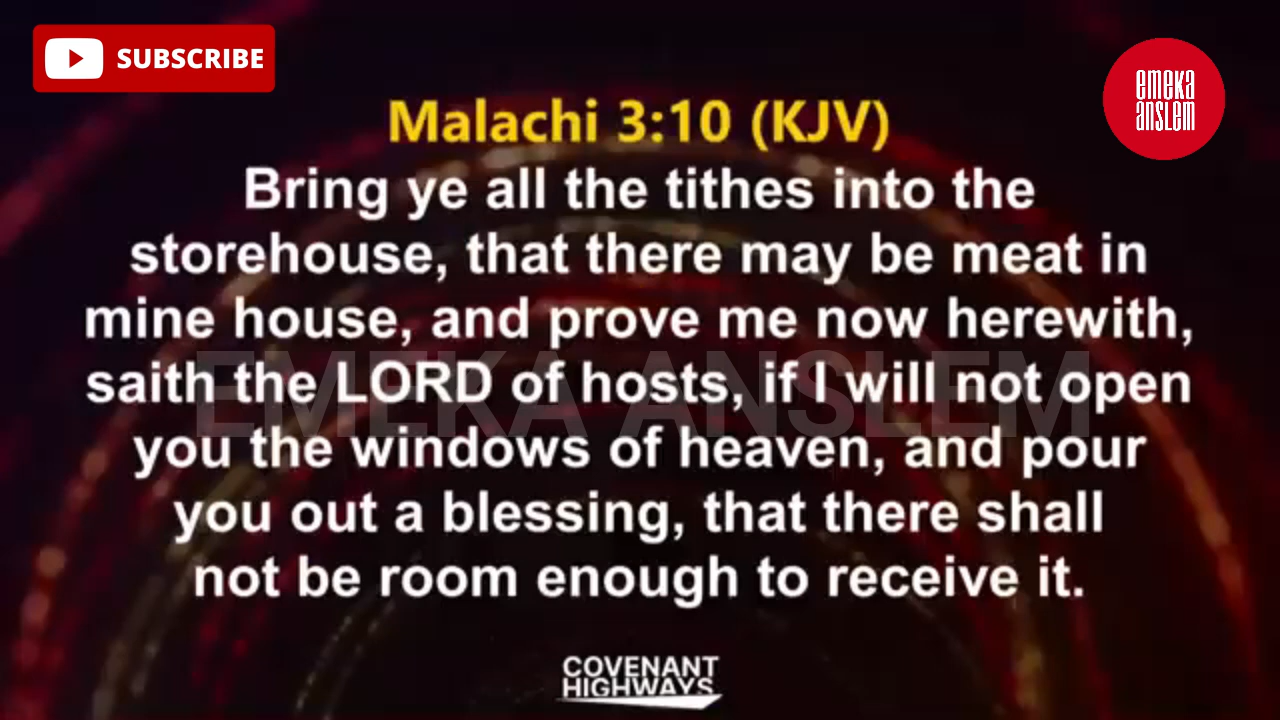 SUBSCRIBE
emeka
anslem
Malachi 3:10 (KJV)
Bring ye all the tithes into the
storehouse, that there may be meat in
mine house, and prove me now herewith,
saith the LORD of hosts, if I will not open
you the windows of heaven, and pour
you out a blessing, that there shall
not be room enough to receive it.
EMEKA ANSLEM
COVENANT
HIGHWAYS